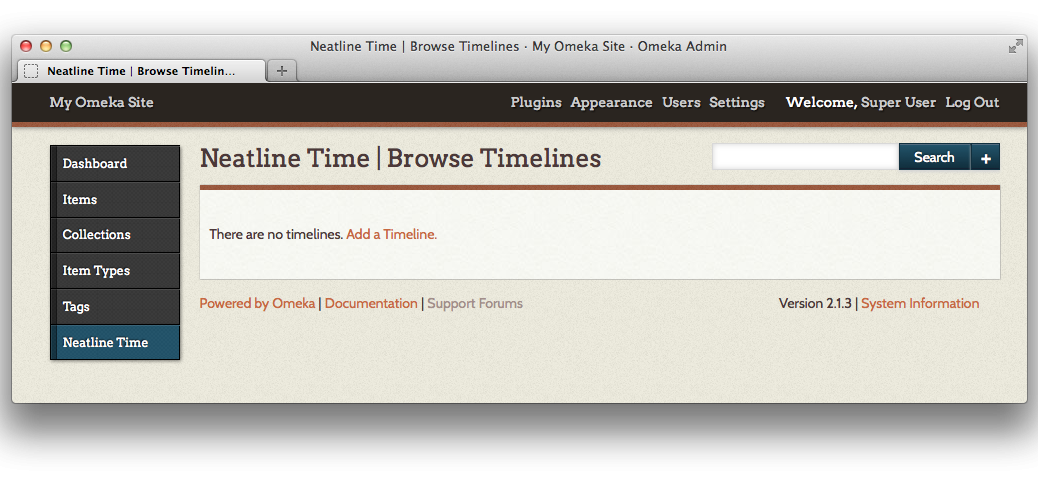 Neatline Time | Browse Timelines · My Omeka Site · Omeka Admin
Neatline Time | Browse Timelin...
My Omeka Site
Plugins Appearance Users Settings Welcome, Super User Log Out
Dashboard
Items
Collections
Item Types
Tags
Neatline Time
Neatline Time | Browse Timelines
Search +
There are no timelines. Add a Timeline.
Powered by Omeka | Documentation | Support Forums
Version 2.1.3 | System Information